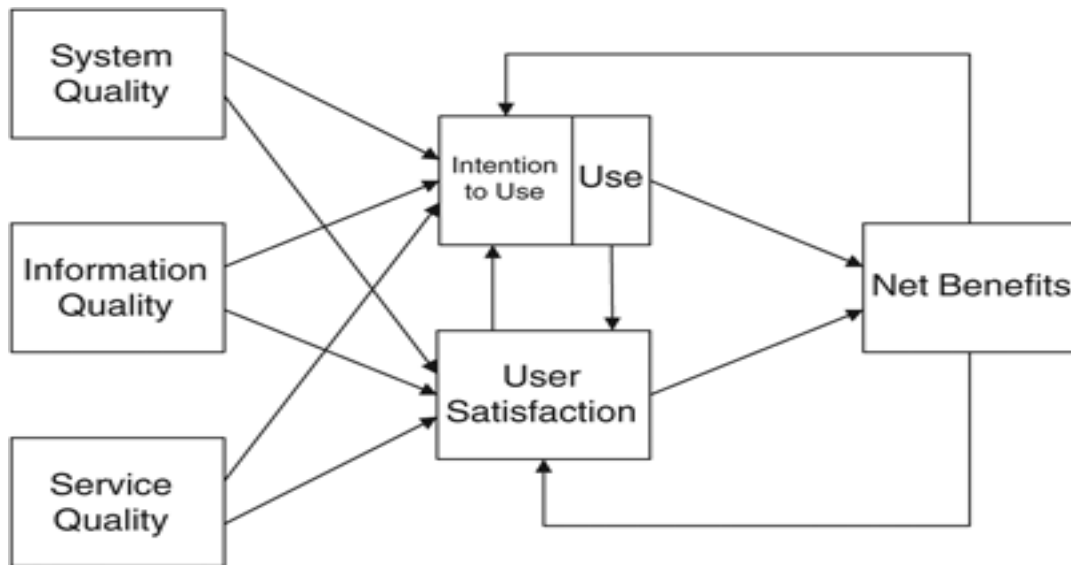 System
Quality
Intention
to Use
Use
Information
Quality
Net Benefits
User
Satisfaction
Service
Quality